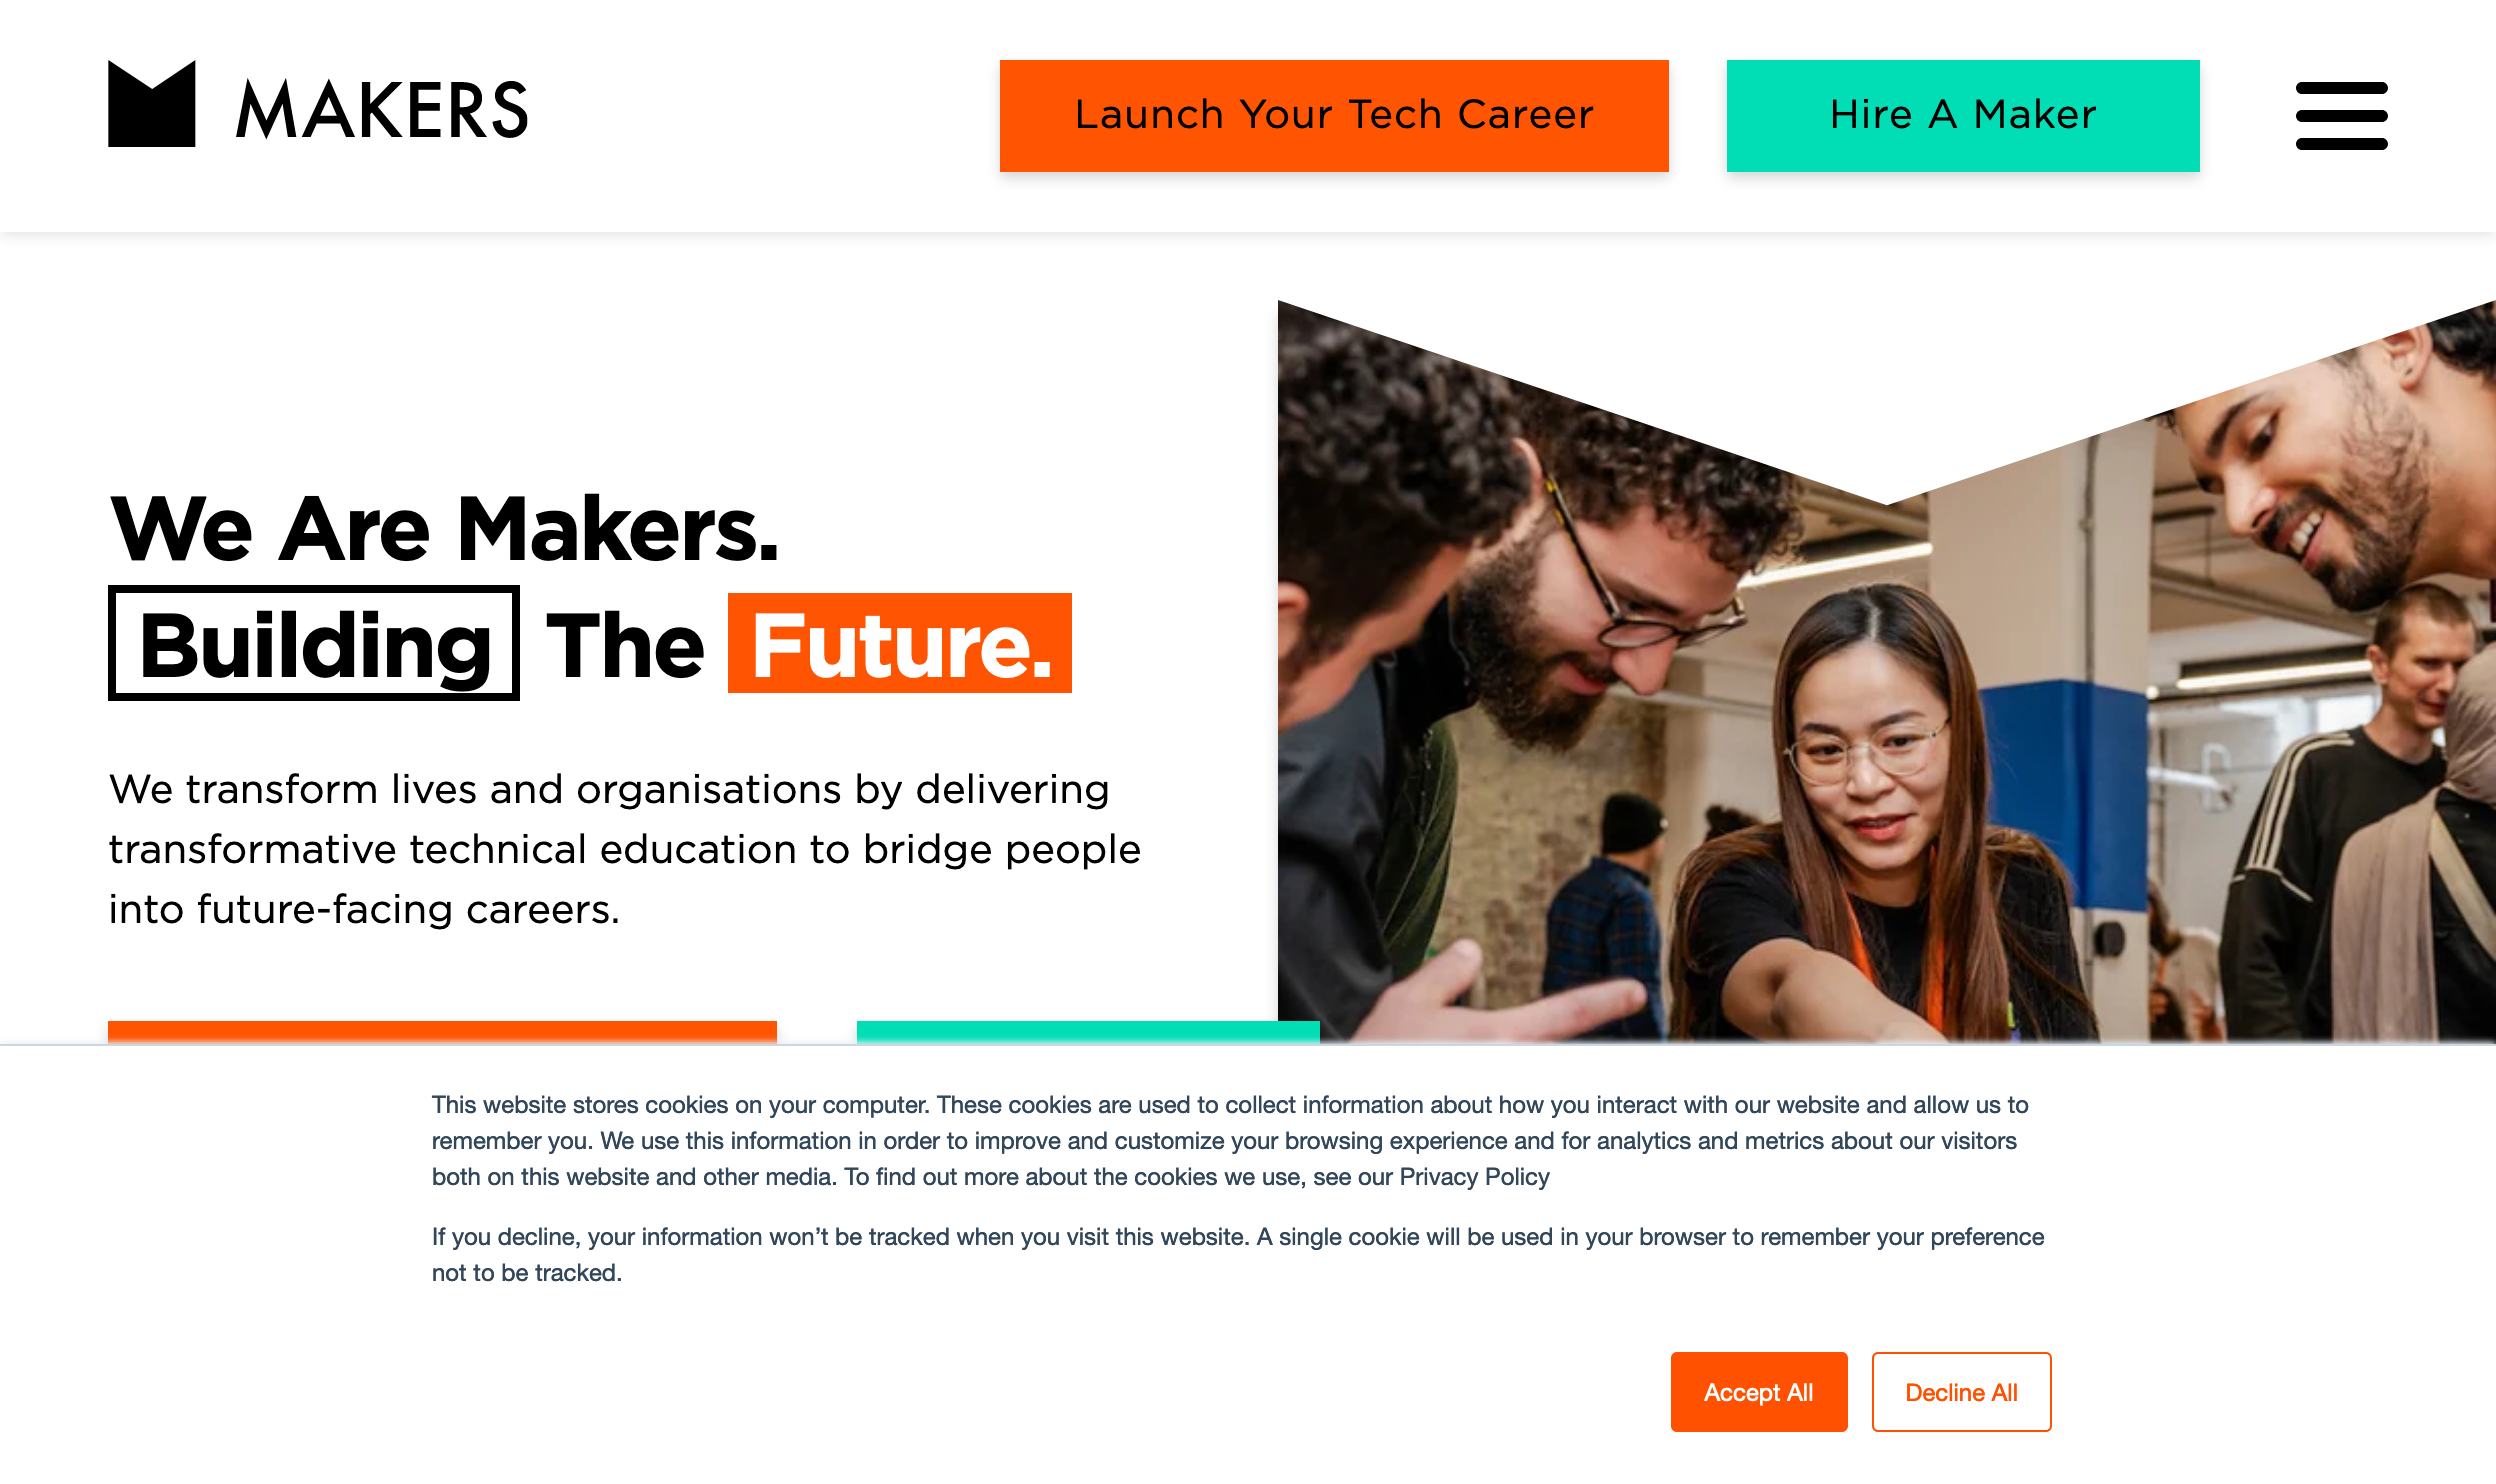 MAKERS
Launch Your Tech Career
Hire A Maker
We Are Makers.
Building The Future.
We transform lives and organisations by delivering
transformative technical education to bridge people
into future-facing careers.
This website stores cookies on your computer. These cookies are used to collect information about how you interact with our website and allow us to
remember you. We use this information in order to improve and customize your browsing experience and for analytics and metrics about our visitors
both on this website and other media. To find out more about the cookies we use, see our Privacy Policy
If you decline, your information won’t be tracked when you visit this website. A single cookie will be used in your browser to remember your preference
not to be tracked.
Accept All
Decline All